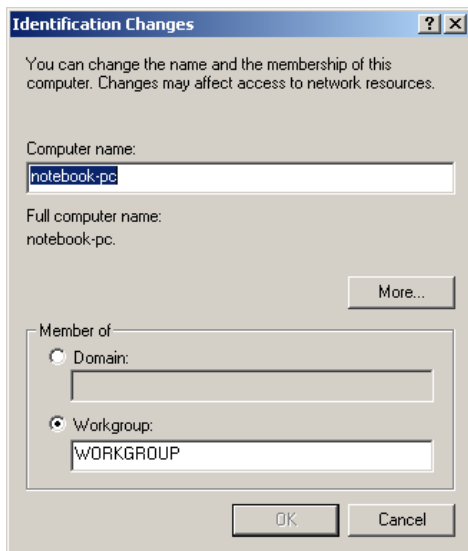 Identification Changes
You can change the name and the membership of this
computer. Changes may affect access to network resources.
Computer name:
notebook-pc
Full computer name:
notebook-pc.
More...
Member of
Domain:
Workgroup:
WORKGROUP
OK Cancel